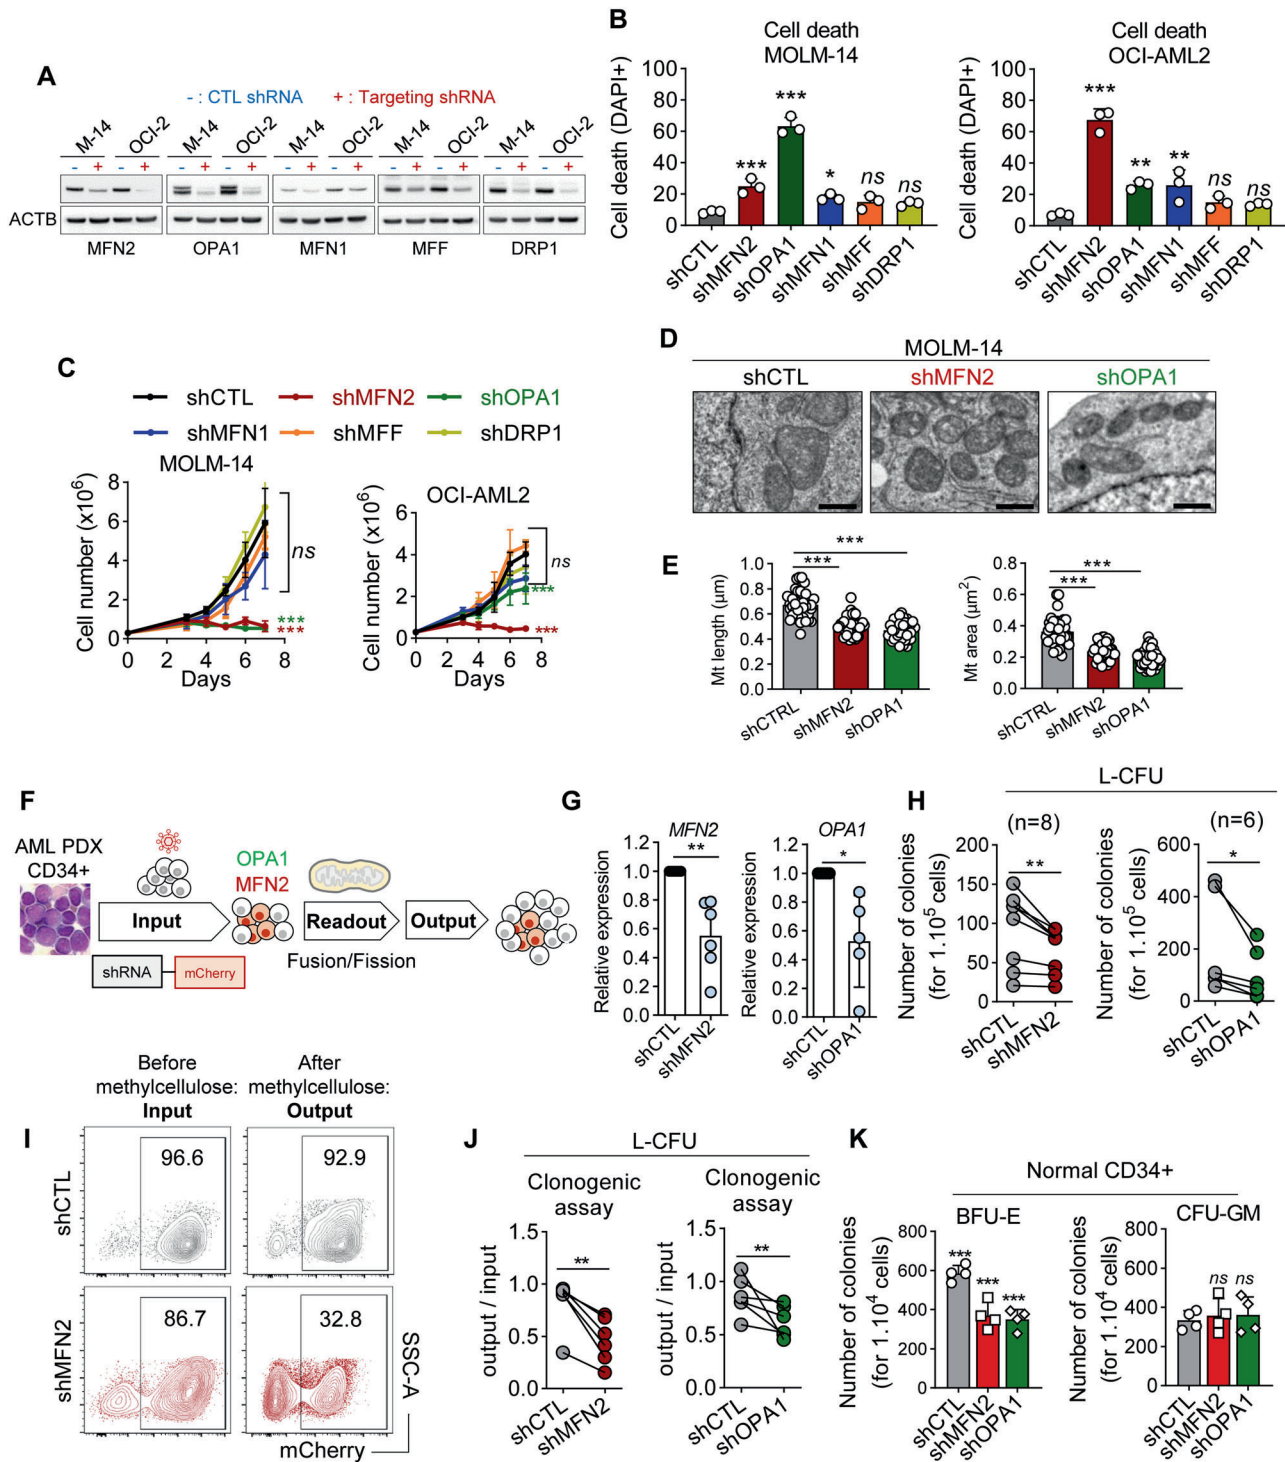 A
- : CTL shRNA + : Targeting shRNA
M-14 OCI-2 M-14 OCI-2 M-14 OCI-2 M-14 OCI-2 M-14 OCI-2
- + - + - + - + - + - + - + - + - + - +
ACTB
MFN2 OPA1 MFN1 MFF DRP1
B
Cell death
MOLM-14
Cell death (DAPI+)
100
80
60
40
20
0
*** *** * ns ns
shCTL shMFN2 shOPA1 shMFN1 shMFF shDRP1
Cell death
OCI-AML2
Cell death (DAPI+)
100
80
60
40
20
0
*** ** ** ns ns
shCTL shMFN2 shOPA1 shMFN1 shMFF shDRP1
C
shCTL shMFN2 shOPA1
shMFN1 shMFF shDRP1
MOLM-14
Cell number (x10⁶)
8
6
4
2
0
ns
***
***
0 2 4 6 8
Days
OCI-AML2
Cell number (x10⁶)
6
4
2
0
ns
***
***
0 2 4 6 8
Days
D
MOLM-14
shCTL shMFN2 shOPA1
E
Mt length (µm)
1.0
0.8
0.6
0.4
0.2
0.0
***
***
shCTRL shMFN2 shOPA1
Mt area (µm²)
0.8
0.6
0.4
0.2
0.0
***
***
shCTRL shMFN2 shOPA1
F
AML PDX
CD34+
OPA1
MFN2
Input Readout Output
Fusion/Fission
shRNA mCherry
G
MFN2
Relative expression
1.2
1.0
0.8
0.6
0.4
0.2
0.0
**
shCTL shMFN2
OPA1
Relative expression
1.2
1.0
0.8
0.6
0.4
0.2
0.0
*
shCTL shOPA1
H
L-CFU
(n=8)
Number of colonies
(for 1.10⁵ cells)
200
150
100
50
0
**
shCTL shMFN2
(n=6)
Number of colonies
(for 1.10⁵ cells)
600
400
200
0
*
shCTL shOPA1
I
Before
methylcellulose:
Input
After
methylcellulose:
Output
shCTL
96.6 92.9
shMFN2
86.7 32.8
SSC-A
mCherry
J
L-CFU
Clonogenic
assay
output / input
1.5
1.0
0.5
0.0
**
shCTL shMFN2
Clonogenic
assay
output / input
1.5
1.0
0.5
0.0
**
shCTL shOPA1
K
Normal CD34+
BFU-E
Number of colonies
(for 1.10⁴ cells)
800
600
400
200
0
*** *** ***
shCTL shMFN2 shOPA1
CFU-GM
Number of colonies
(for 1.10⁴ cells)
800
600
400
200
0
ns ns
shCTL shMFN2 shOPA1